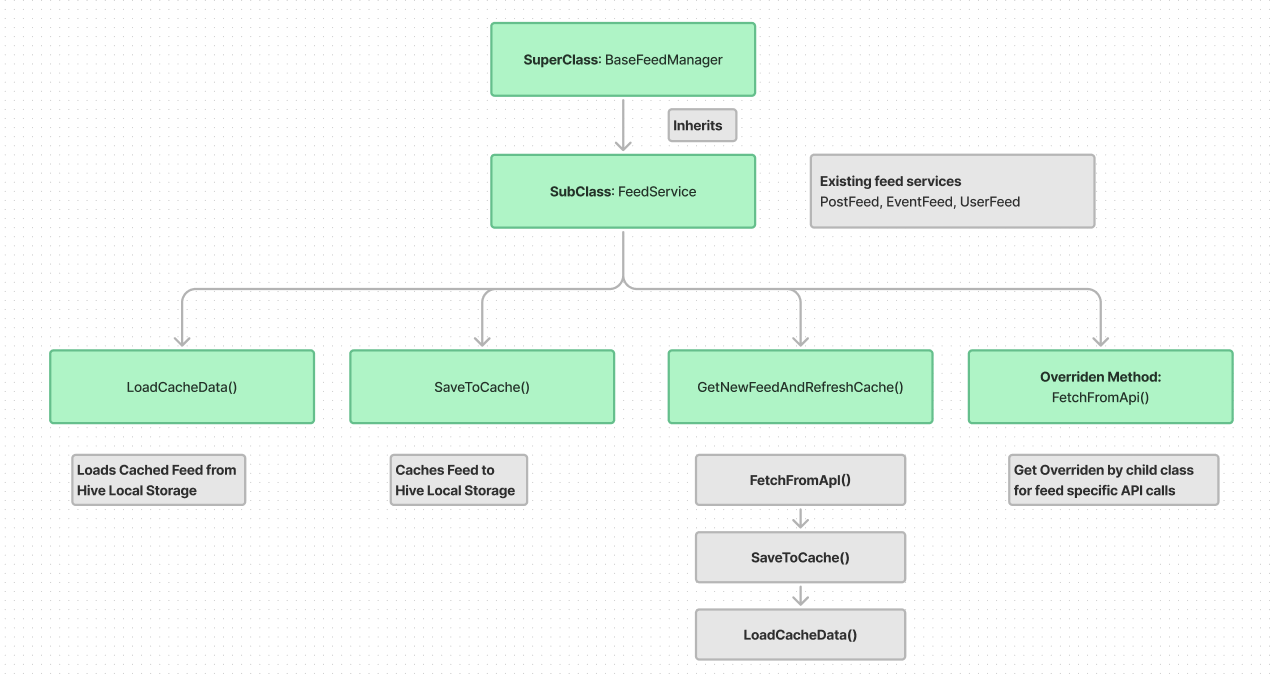 SuperClass: BaseFeedManager
Inherits
SubClass: FeedService
Existing feed services
PostFeed, EventFeed, UserFeed
LoadCacheData()
SaveToCache()
GetNewFeedAndRefreshCache()
Overriden Method:
FetchFromApi()
Loads Cached Feed from
Hive Local Storage
Caches Feed to
Hive Local Storage
FetchFromApI()
SaveToCache()
LoadCacheData()
Get Overriden by child class
for feed specific API calls